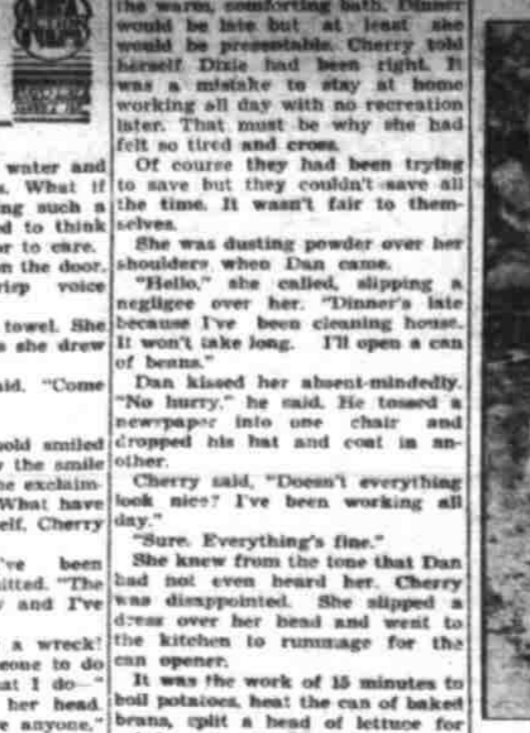 water and
s. What if
ng such a
d to think
or to care.
n the door.
risp voice
towel. She
s she drew
id. "Come
old smiled
the smile
he exclaim-
What have
elf, Cherry
've been
itted. "The
and I've
a wreck!
eone to do
at I do—"
her head.
e anyone,"
the warm, comforting bath. Dinner
would be late but at least she
would be presentable. Cherry told
herself Dixie had been right. It
was a mistake to stay at home
working all day with no recreation
later. That must be why she had
felt so tired and cross.
Of course they had been trying
to save but they couldn't save all
the time. It wasn't fair to them-
selves.
She was dusting powder over her
shoulders when Dan came.
"Hello," she called, slipping a
negligee over her. "Dinner's late
because I've been cleaning house.
It won't take long. I'll open a can
of beans."
Dan kissed her absent-mindedly.
"No hurry," he said. He tossed a
newspaper into one chair and
dropped his hat and coat in an-
other.
Cherry said, "Doesn't everything
look nice? I've been working all
day."
"Sure. Everything's fine."
She knew from the tone that Dan
had not even heard her. Cherry
was disappointed. She slipped a
dress over her head and went to
the kitchen to rummage for the
can opener.
It was the work of 15 minutes to
boil potatoes, heat the can of baked
beans, split a head of lettuce for